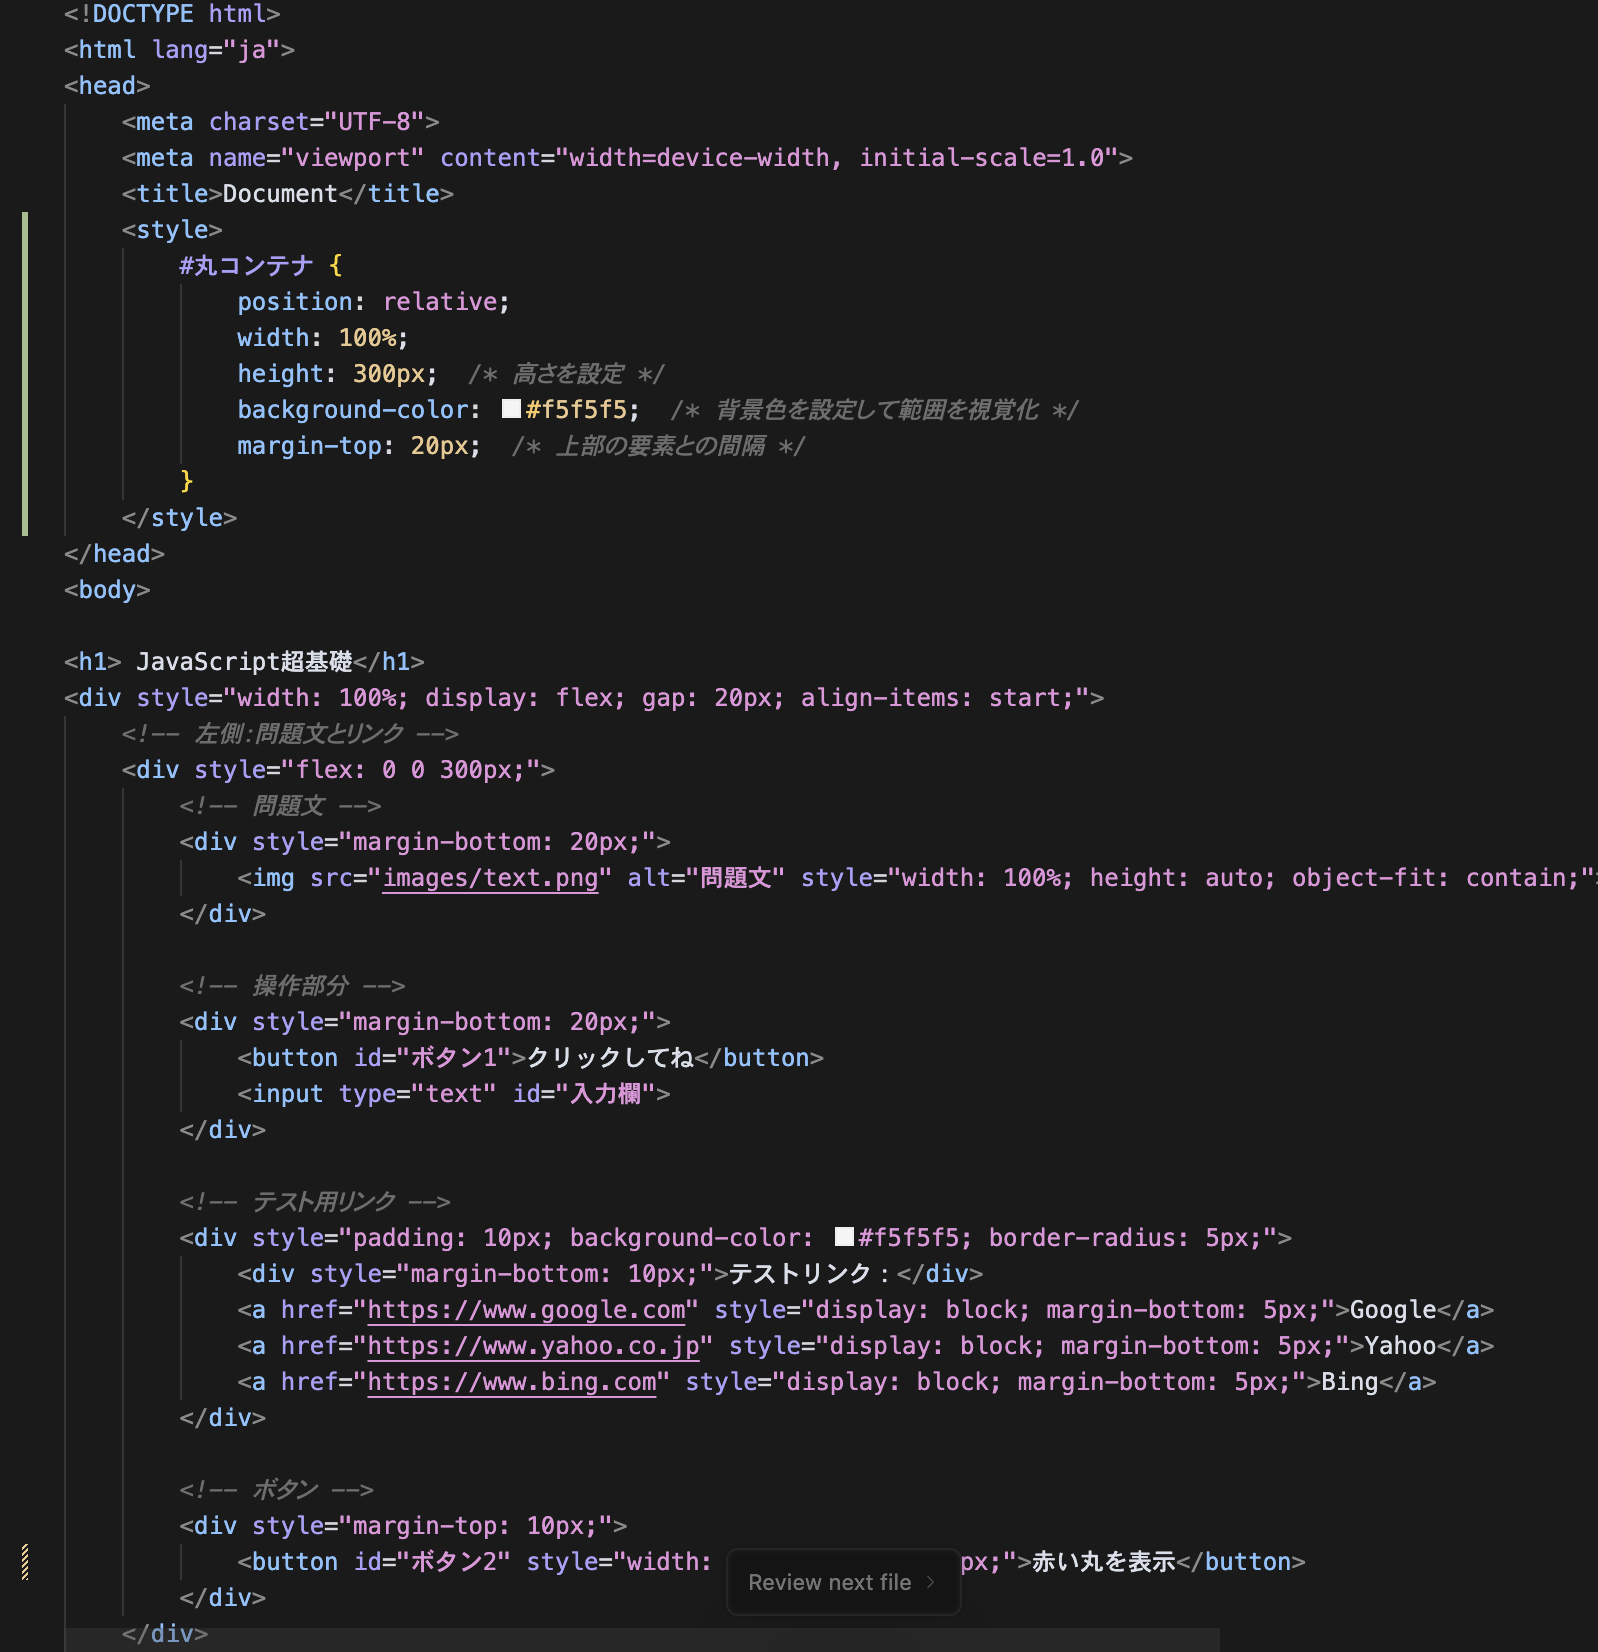 <!DOCTYPE html>
<html lang="ja">
<head>
    <meta charset="UTF-8">
    <meta name="viewport" content="width=device-width, initial-scale=1.0">
    <title>Document</title>
    <style>
        #丸コンテナ {
            position: relative;
            width: 100%;
            height: 300px;  /* 高さを設定 */
            background-color: #f5f5f5;  /* 背景色を設定して範囲を視覚化 */
            margin-top: 20px;  /* 上部の要素との間隔 */
        }
    </style>
</head>
<body>

<h1> JavaScript超基礎</h1>
<div style="width: 100%; display: flex; gap: 20px; align-items: start;">
    <!-- 左側：問題文とリンク -->
    <div style="flex: 0 0 300px;">
        <!-- 問題文 -->
        <div style="margin-bottom: 20px;">
            <img src="images/text.png" alt="問題文" style="width: 100%; height: auto; object-fit: contain;">
        </div>

        <!-- 操作部分 -->
        <div style="margin-bottom: 20px;">
            <button id="ボタン1">クリックしてね</button>
            <input type="text" id="入力欄">
        </div>

        <!-- テスト用リンク -->
        <div style="padding: 10px; background-color: #f5f5f5; border-radius: 5px;">
            <div style="margin-bottom: 10px;">テストリンク：</div>
            <a href="https://www.google.com" style="display: block; margin-bottom: 5px;">Google</a>
            <a href="https://www.yahoo.co.jp" style="display: block; margin-bottom: 5px;">Yahoo</a>
            <a href="https://www.bing.com" style="display: block; margin-bottom: 5px;">Bing</a>
        </div>

        <!-- ボタン -->
        <div style="margin-top: 10px;">
            <button id="ボタン2" style="width: px;">赤い丸を表示</button>
Review next file >
        </div>
    </div>